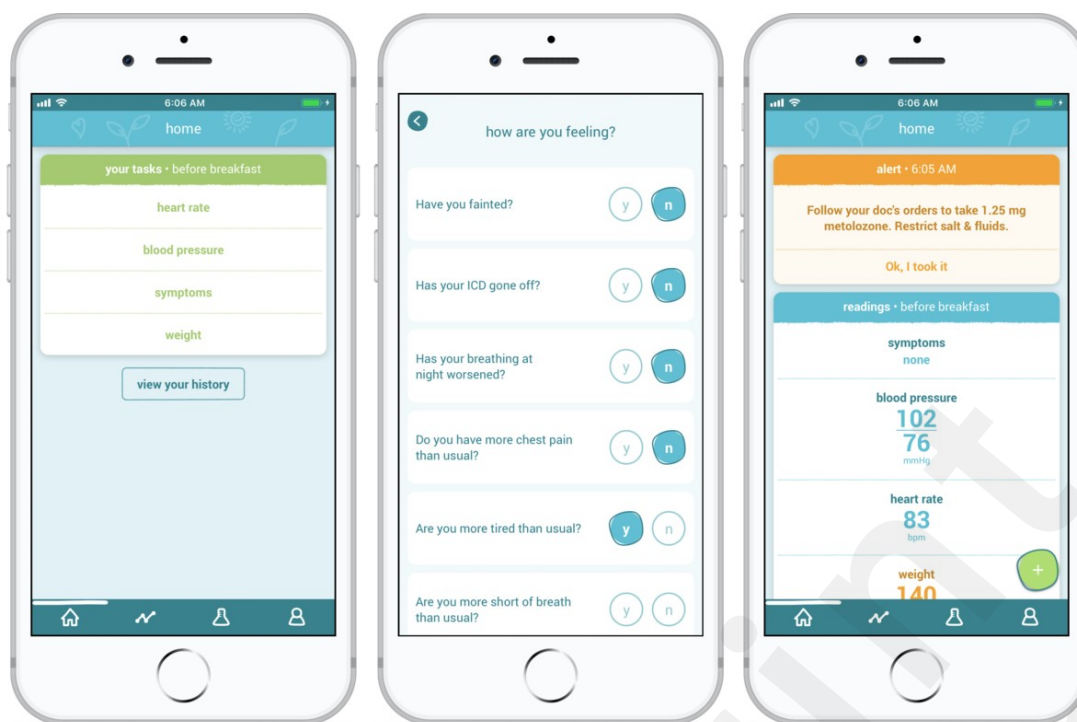 6:06 AM
home
your tasks • before breakfast
heart rate
blood pressure
symptoms
weight
view your history
how are you feeling?
Have you fainted?
y n
Has your ICD gone off?
y n
Has your breathing at
night worsened?
y n
Do you have more chest pain
than usual?
y n
Are you more tired than usual?
y n
Are you more short of breath
than usual?
y n
6:06 AM
home
alert • 6:05 AM
Follow your doc's orders to take 1.25 mg
metolozone. Restrict salt & fluids.
Ok, I took it
readings • before breakfast
symptoms
none
blood pressure
102
76
mmHg
heart rate
83
bpm
weight
140
+
int